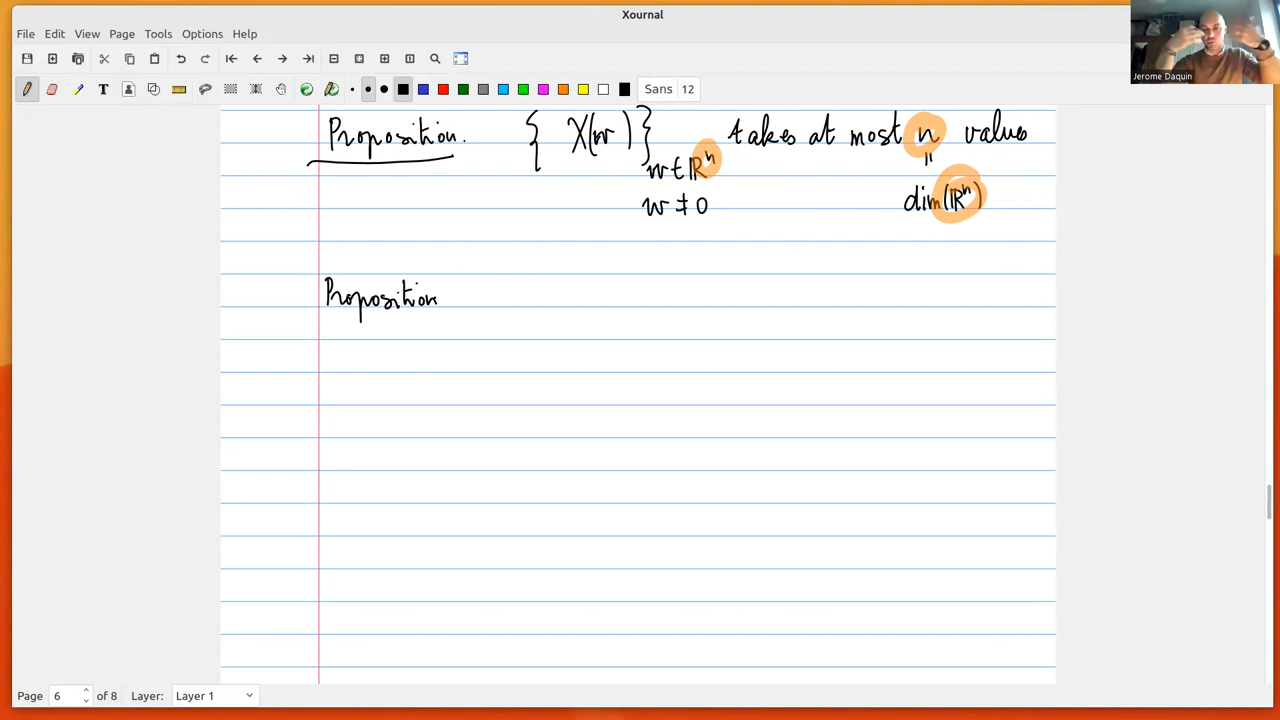 Xournal
File Edit View Page Tools Options Help
Sans 12
Jerome Daquin
Proposition. { X(w) } takes at most n values
w ∈ ℝⁿ
w ≠ 0
=
dim(ℝⁿ)
Proposition
Page 6 of 8 Layer: Layer 1